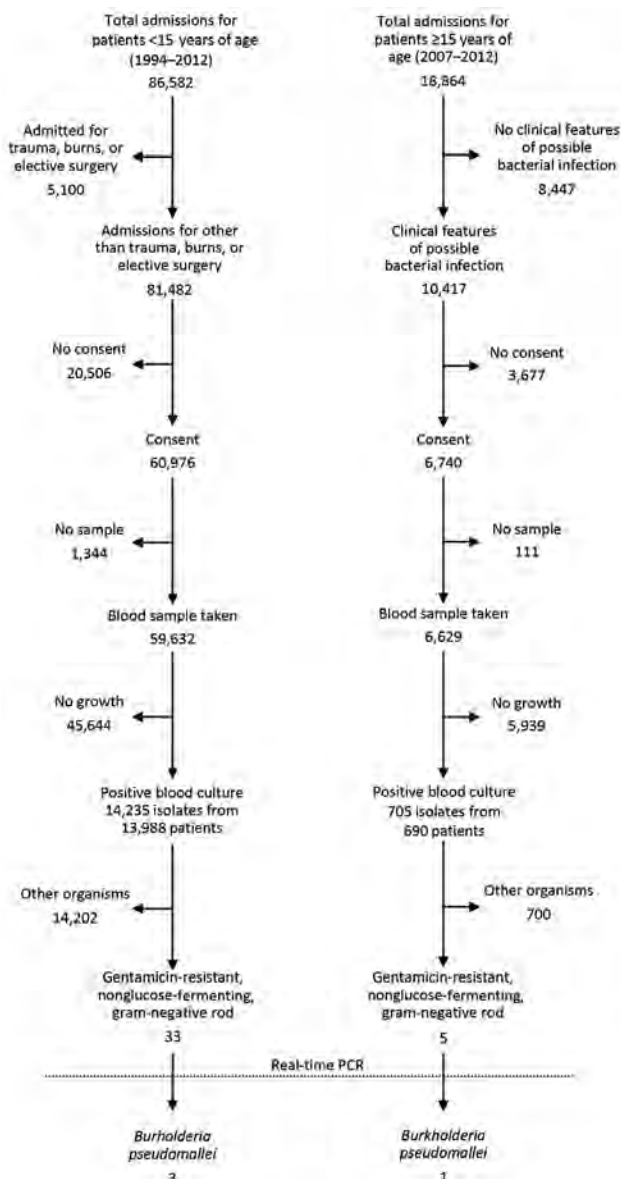 Total admissions for
patients <15 years of age
(1994–2012)
86,582
Admitted for
trauma, burns, or
elective surgery
5,100
Admissions for other
than trauma, burns, or
elective surgery
81,482
No consent
20,506
Consent
60,976
No sample
1,344
Blood sample taken
59,632
No growth
45,644
Positive blood culture
14,235 isolates from
13,988 patients
Other organisms
14,202
Gentamicin-resistant,
nonglucose-fermenting,
gram-negative rod
33
Total admissions for
patients ≥15 years of
age (2007–2012)
18,864
No clinical features
of possible
bacterial infection
8,447
Clinical features
of possible
bacterial infection
10,417
No consent
3,677
Consent
6,740
No sample
111
Blood sample taken
6,629
No growth
5,939
Positive blood culture
705 isolates from
690 patients
Other organisms
700
Gentamicin-resistant,
nonglucose-fermenting,
gram-negative rod
5
Real-time PCR
Burholderia
pseudomallei
3
Burkholderia
pseudomallei
1